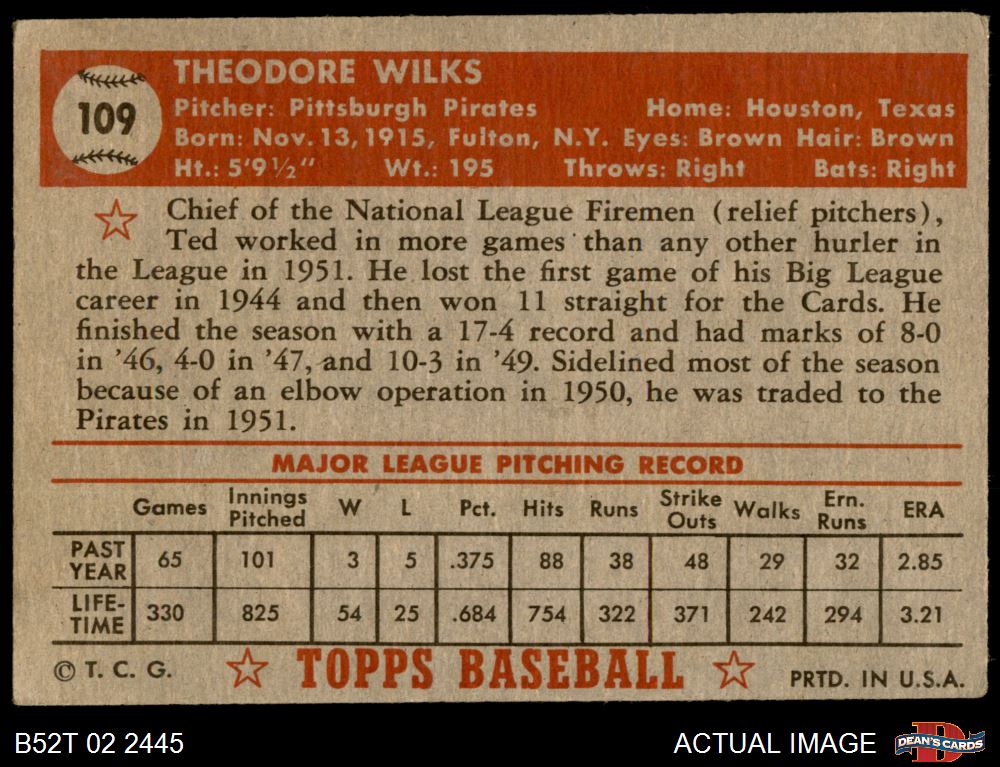 109
THEODORE WILKS
Pitcher: Pittsburgh Pirates Home: Houston, Texas
Born: Nov. 13, 1915, Fulton, N.Y. Eyes: Brown Hair: Brown
Ht.: 5'9½" Wt.: 195 Throws: Right Bats: Right
Chief of the National League Firemen (relief pitchers),
Ted worked in more games than any other hurler in
the League in 1951. He lost the first game of his Big League
career in 1944 and then won 11 straight for the Cards. He
finished the season with a 17-4 record and had marks of 8-0
in '46, 4-0 in '47, and 10-3 in '49. Sidelined most of the season
because of an elbow operation in 1950, he was traded to the
Pirates in 1951.
MAJOR LEAGUE PITCHING RECORD
Games Innings Pitched W L Pct. Hits Runs Strike Outs Walks Ern. Runs ERA
PAST YEAR 65 101 3 5 .375 88 38 48 29 32 2.85
LIFE-TIME 330 825 54 25 .684 754 322 371 242 294 3.21
© T. C. G. TOPPS BASEBALL PRTD. IN U.S.A.
B52T 02 2445 ACTUAL IMAGE DEAN'S CARDS